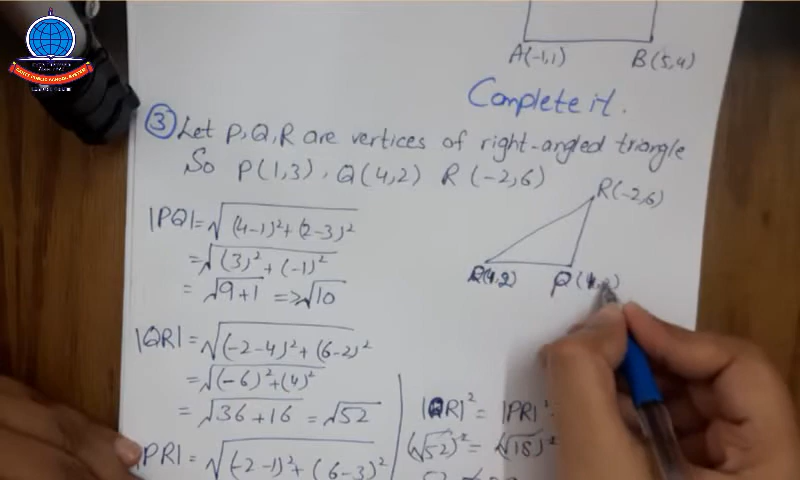 A(-1,1) B(5,4)
Complete it.
③ Let P,Q,R are vertices of right-angled triangle
So P(1,3), Q(4,2) R(-2,6)
R(-2,6)
|PQ|=√(4-1)²+(2-3)²
=√(3)²+(-1)²
= √9+1 => √10
|QR|= √(-2-4)²+(6-2)²
=√(-6)²+(4)²
= √36+16 = √52
|PR|= √(-2-1)²+(6-3)²
|QR|² = |PR|²
(√52)² = (√18)²